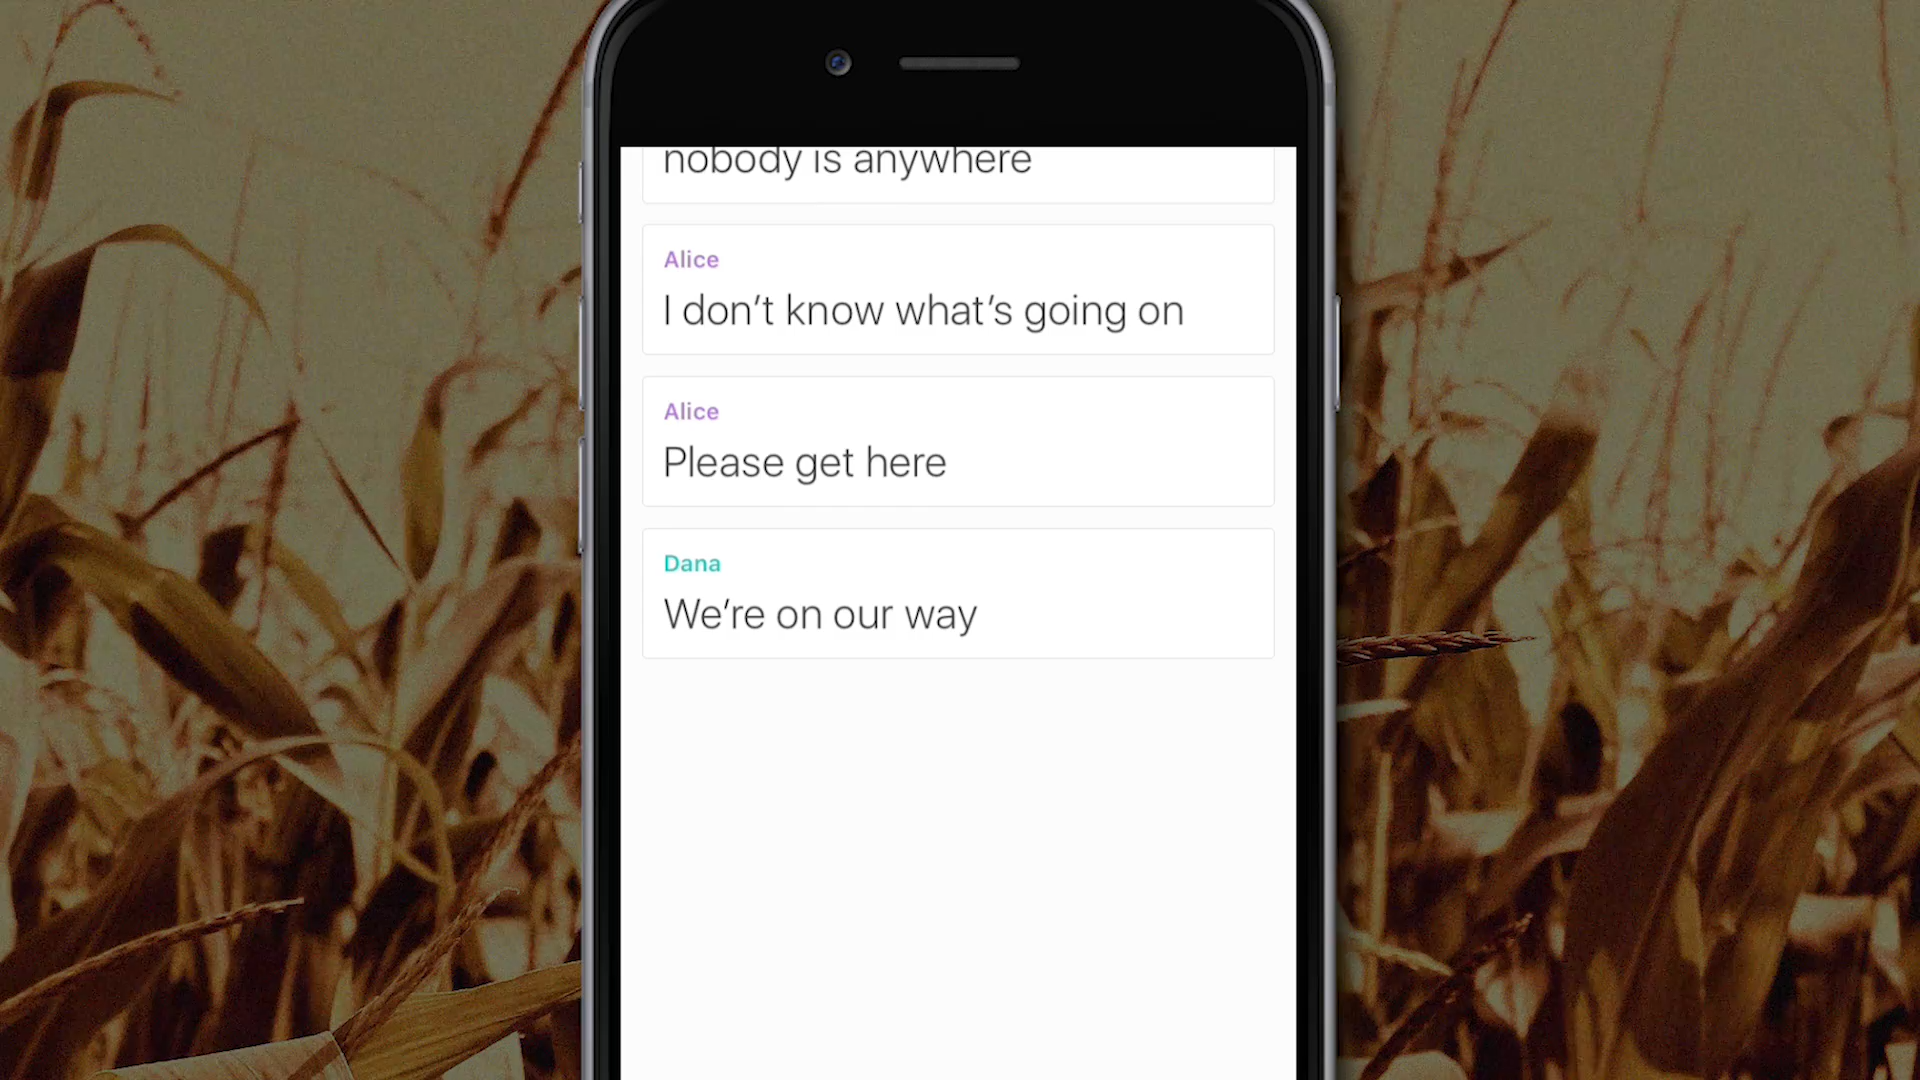 nobody is anywhere
Alice
I don’t know what’s going on
Alice
Please get here
Dana
We’re on our way